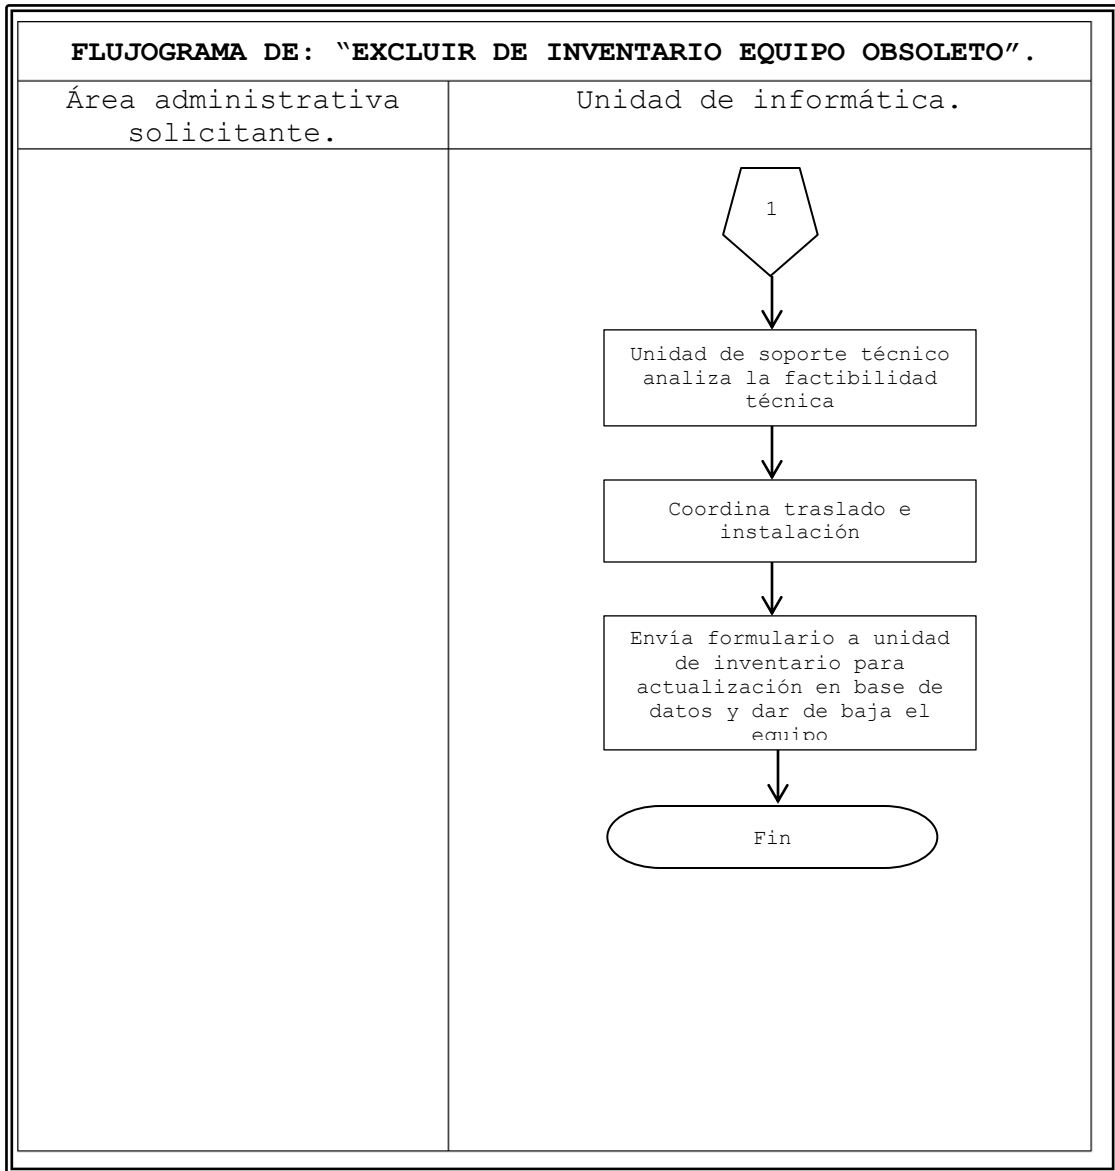 FLUJOGRAMA DE: “EXCLUIR DE INVENTARIO EQUIPO OBSOLETO”.
Área administrativa
solicitante.
Unidad de informática.
1
Unidad de soporte técnico
analiza la factibilidad
técnica
Coordina traslado e
instalación
Envía formulario a unidad
de inventario para
actualización en base de
datos y dar de baja el
equipo
Fin